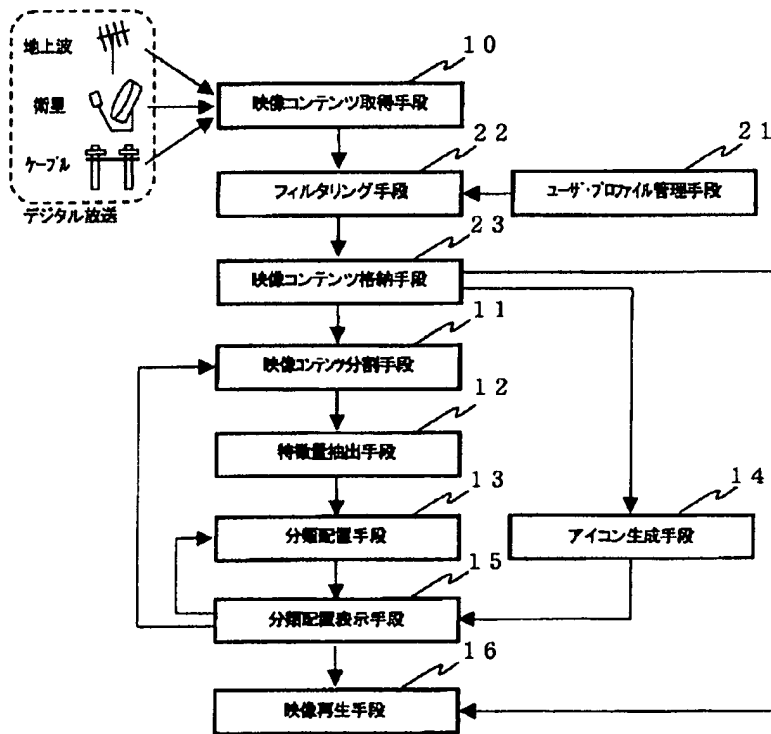 地上波
衛星
ケーブル
デジタル放送
10
映像コンテンツ取得手段
22
フィルタリング手段
21
ユーザ・プロファイル管理手段
23
映像コンテンツ格納手段
11
映像コンテンツ分割手段
12
特徴量抽出手段
13
分類配置手段
14
アイコン生成手段
15
分類配置表示手段
16
映像再生手段